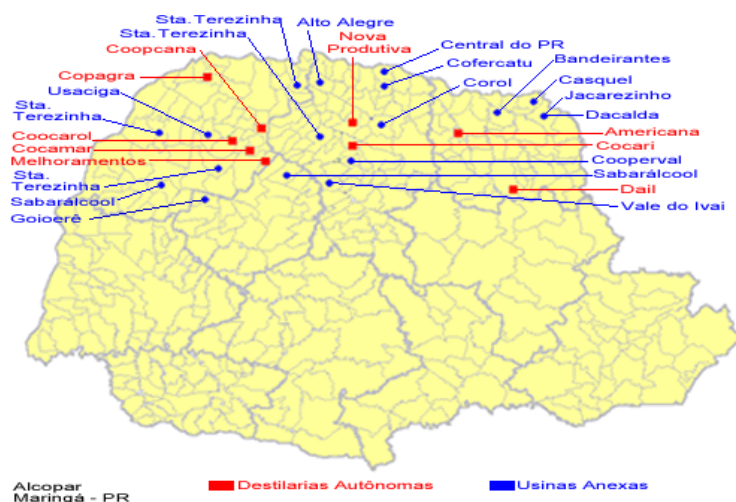 Sta.Terezinha
Alto Alegre
Sta.Terezinha
Nova
Produtiva
Coopcana
Central do PR
Cofercatu
Bandeirantes
Copagra
Corol
Casquel
Usaciga
Jacarezinho
Sta.
Terezinha
Dacalda
Coocarol
Americana
Cocamar
Cocari
Melhoramentos
Cooperval
Sta.
Terezinha
Sabarálcool
Dail
Sabarálcool
Vale do Ivai
Goioerê
Alcopar
Maringá - PR
Destilarias Autônomas
Usinas Anexas